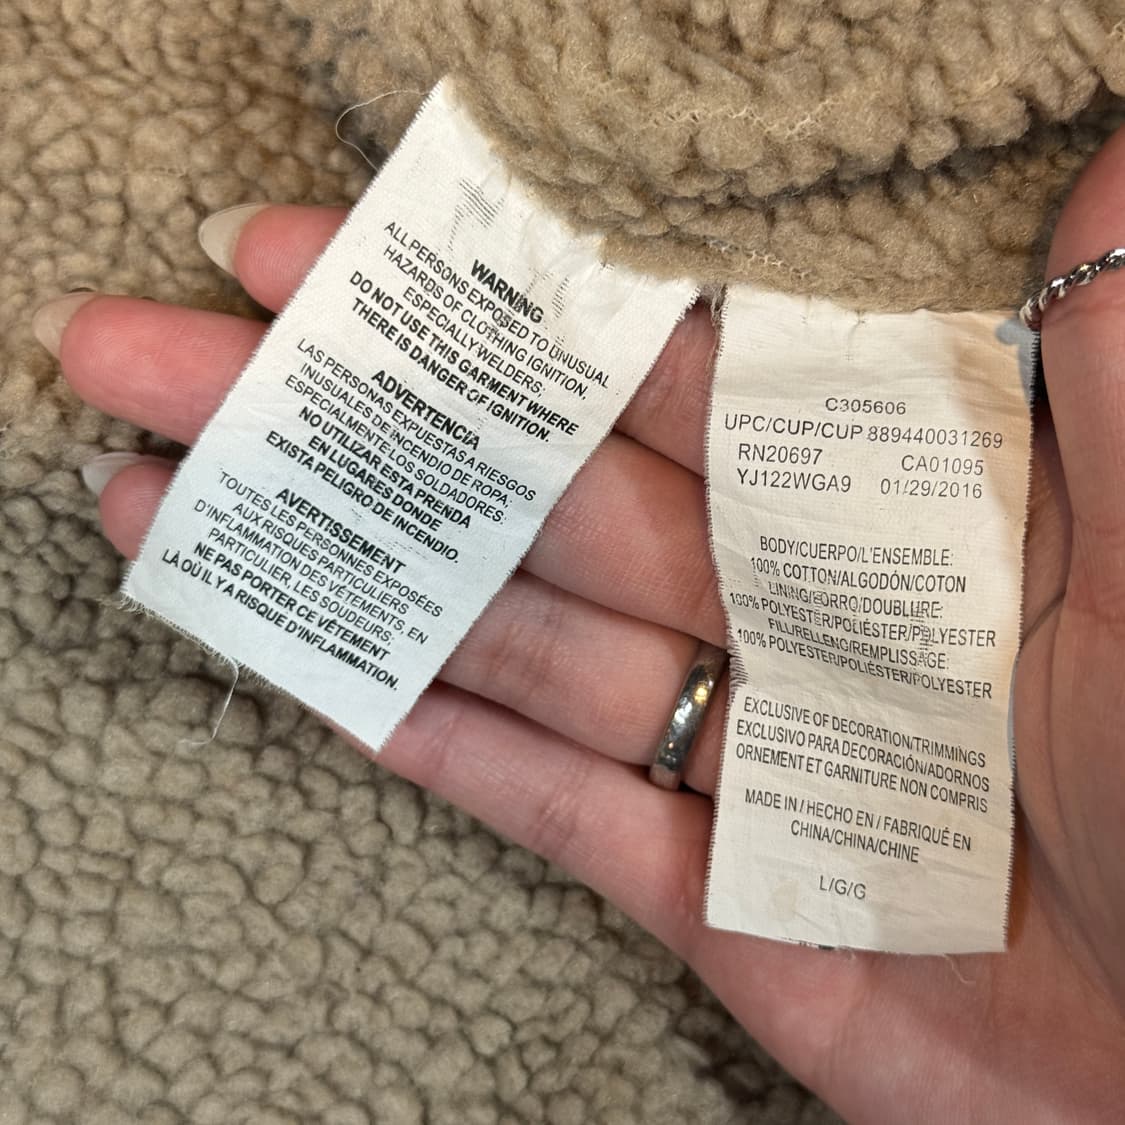 WARNING
ALL PERSONS EXPOSED TO UNUSUAL
HAZARDS OF CLOTHING IGNITION,
ESPECIALLY WELDERS;
DO NOT USE THIS GARMENT WHERE
THERE IS DANGER OF IGNITION.
ADVERTENCIA
LAS PERSONAS EXPUESTAS A RIESGOS
INUSUALES DE INCENDIO DE ROPA,
ESPECIALMENTE LOS SOLDADORES:
NO UTILIZAR ESTA PRENDA
EN LUGARES DONDE
EXISTA PELIGRO DE INCENDIO.
AVERTISSEMENT
TOUTES LES PERSONNES EXPOSÉES
AUX RISQUES PARTICULIERS
D'INFLAMMATION DES VÊTEMENTS, EN
PARTICULIER, LES SOUDEURS;
NE PAS PORTER CE VÊTEMENT
LÀ OÙ IL Y A RISQUE D'INFLAMMATION.
C305606
UPC/CUP/CUP 889440031269
RN20697 CA01095
YJ122WGA9 01/29/2016
BODY/CUERPO/L'ENSEMBLE:
100% COTTON/ALGODÓN/COTON
LINING/FORRO/DOUBLURE:
100% POLYESTER/POLIÉSTER/POLYESTER
FILL/RELLENO/REMPLISSAGE:
100% POLYESTER/POLIÉSTER/POLYESTER
EXCLUSIVE OF DECORATION/TRIMMINGS
EXCLUSIVO PARA DECORACIÓN/ADORNOS
ORNEMENT ET GARNITURE NON COMPRIS
MADE IN / HECHO EN / FABRIQUÉ EN
CHINA/CHINA/CHINE
L/G/G